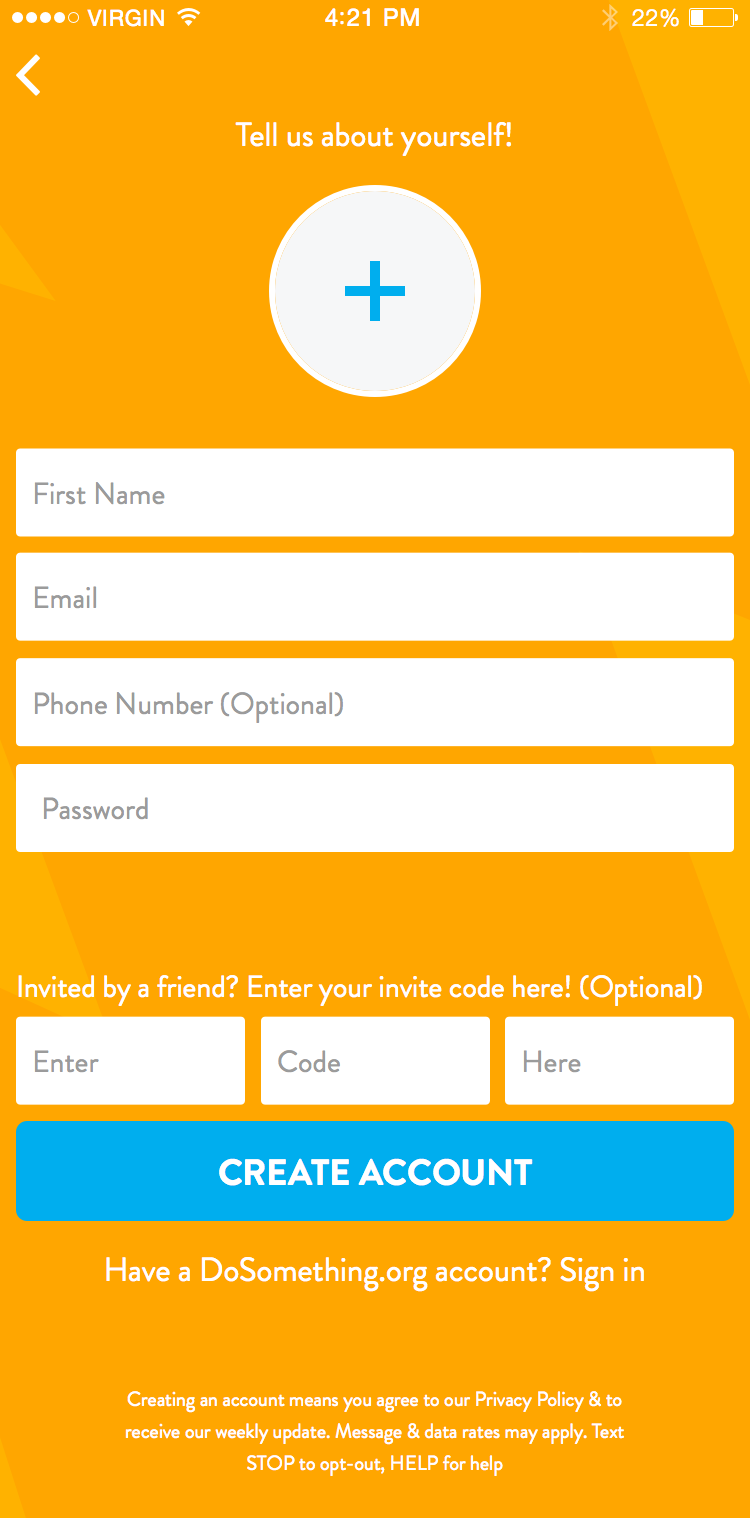 VIRGIN 4:21 PM 22%
Tell us about yourself!
First Name
Email
Phone Number (Optional)
Password
Invited by a friend? Enter your invite code here! (Optional)
Enter Code Here
CREATE ACCOUNT
Have a DoSomething.org account? Sign in
Creating an account means you agree to our Privacy Policy & to
receive our weekly update. Message & data rates may apply. Text
STOP to opt-out, HELP for help